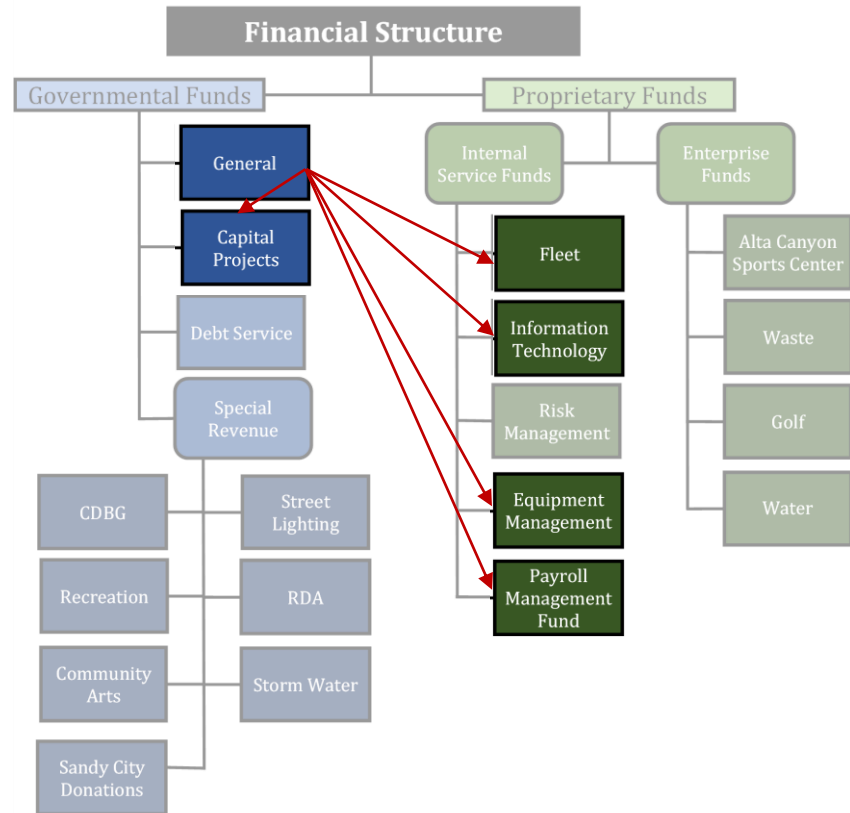 Financial Structure
Governmental Funds
Proprietary Funds
General
Capital
Projects
Debt Service
Special
Revenue
CDBG
Street
Lighting
Recreation
RDA
Community
Arts
Storm Water
Sandy City
Donations
Internal
Service Funds
Fleet
Information
Technology
Risk
Management
Equipment
Management
Payroll
Management
Fund
Enterprise
Funds
Alta Canyon
Sports Center
Waste
Golf
Water